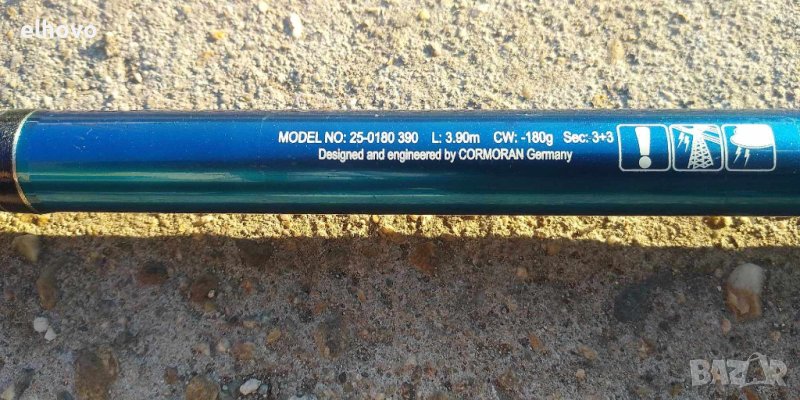 elhovo
MODEL NO: 25-0180 390 L: 3.90m CW: -180g Sec: 3+3
Designed and engineered by CORMORAN Germany
BAZAR